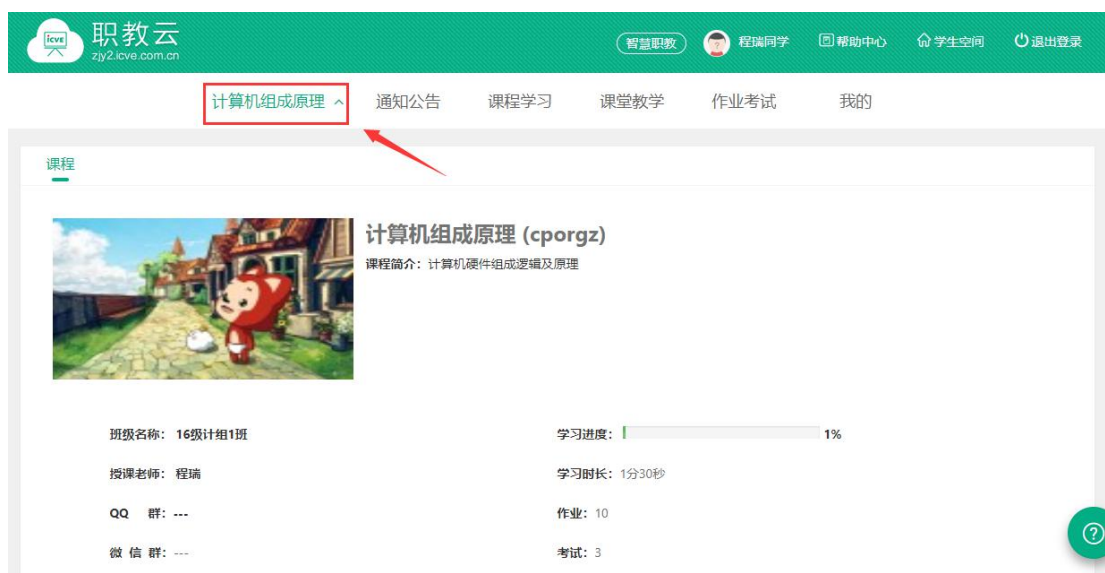 icve
职教云
zjy2.icve.com.cn
智慧职教 程瑞同学 帮助中心 学生空间 退出登录
计算机组成原理 通知公告 课程学习 课堂教学 作业考试 我的
课程
计算机组成原理 (cporgz)
课程简介：计算机硬件组成逻辑及原理
班级名称： 16级计组1班 学习进度： 1%
授课老师： 程瑞 学习时长：1分30秒
QQ 群：--- 作业：10
微 信 群：--- 考试：3